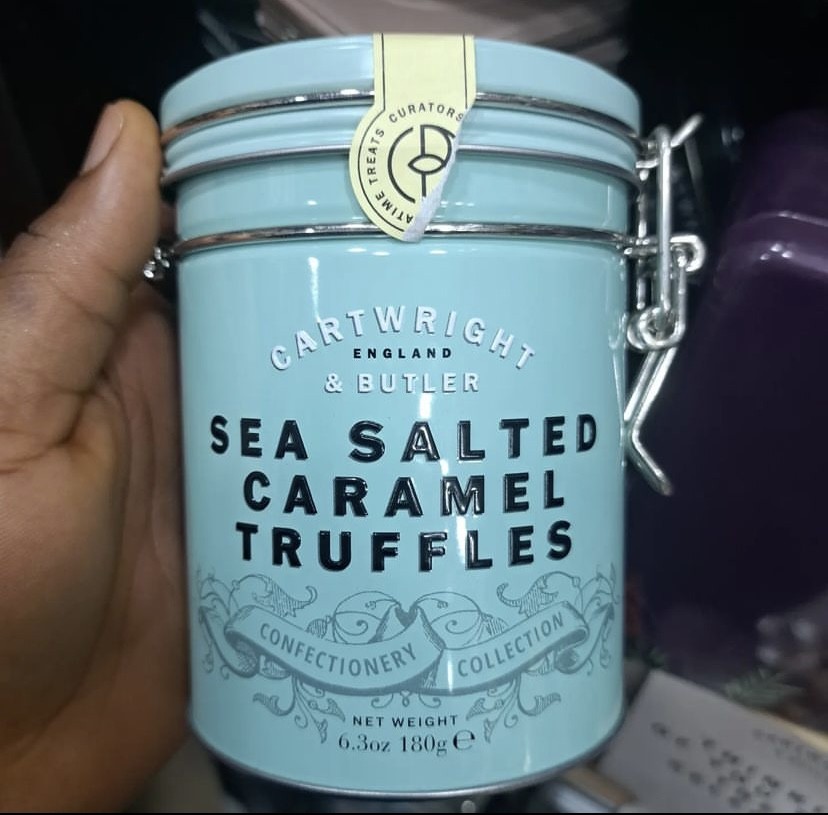 TREATS CURATORS
CARTWRIGHT
ENGLAND
& BUTLER
SEA SALTED
CARAMEL
TRUFFLES
CONFECTIONERY COLLECTION
NET WEIGHT
6.3oz 180g ℮